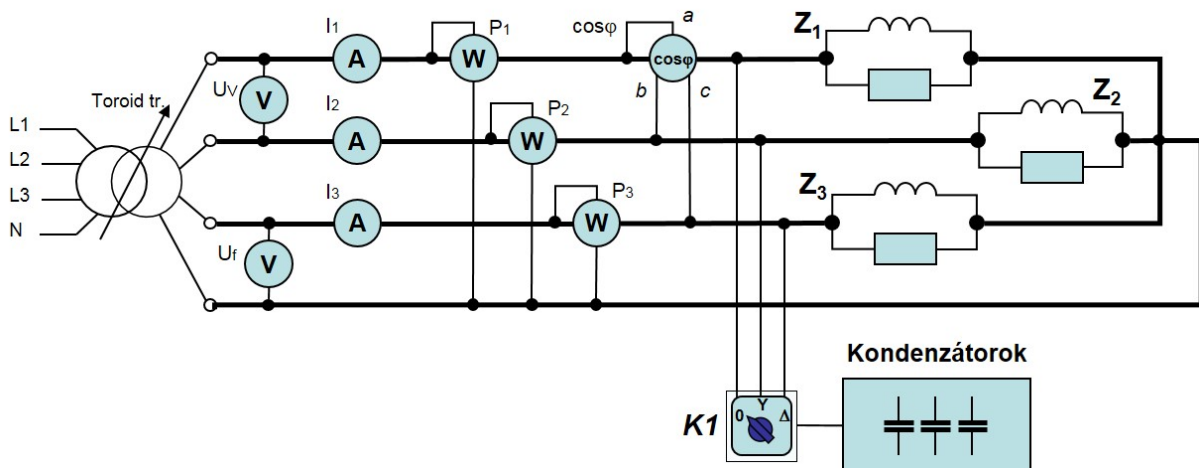 I1
P1
cosφ
a
Z1
A
W
cosφ
UV
V
Toroid tr.
I2
P2
b
c
Z2
L1
L2
L3
N
A
W
I3
P3
Z3
A
W
Uf
V
Kondenzátorok
K1
0
Y
Δ